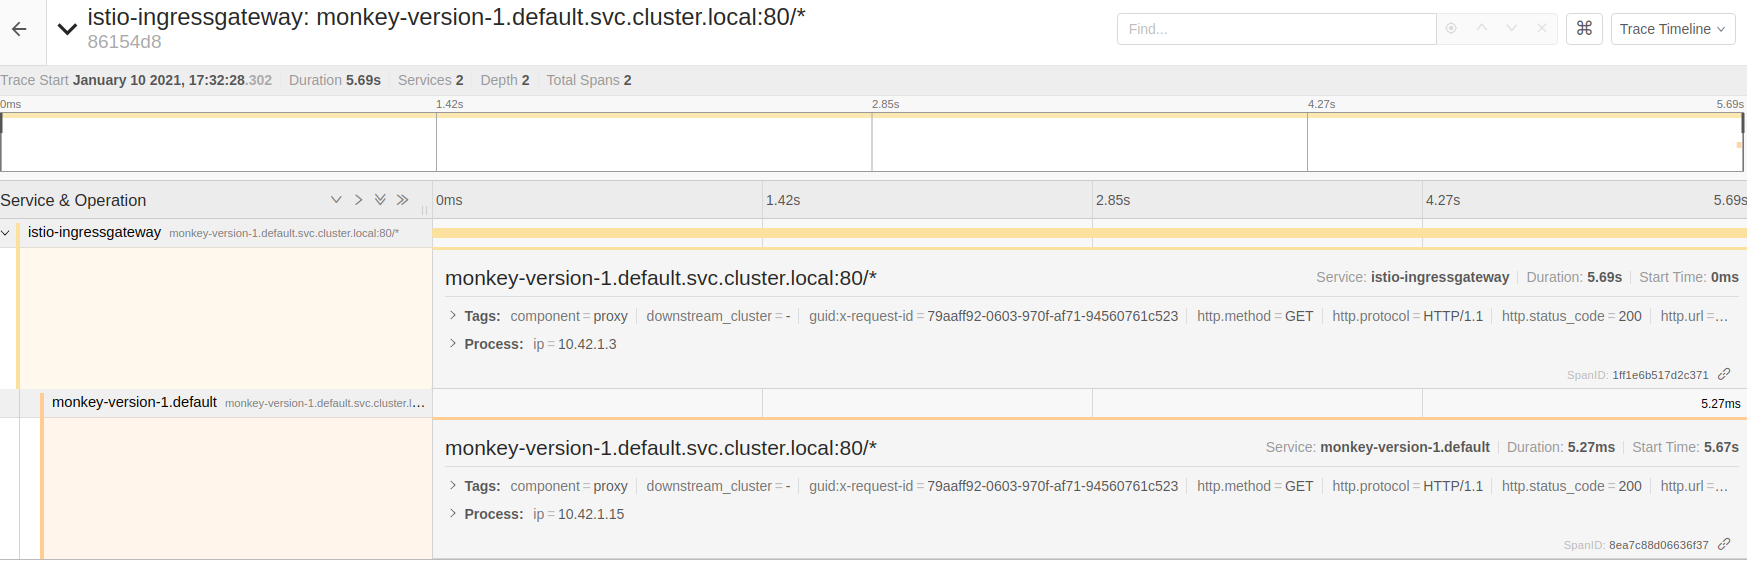 istio-ingressgateway: monkey-version-1.default.svc.cluster.local:80/*
86154d8
Find...
⌘
Trace Timeline
Trace Start January 10 2021, 17:32:28.302 Duration 5.69s Services 2 Depth 2 Total Spans 2
0ms 1.42s 2.85s 4.27s 5.69s
Service & Operation 0ms 1.42s 2.85s 4.27s 5.69s
istio-ingressgateway monkey-version-1.default.svc.cluster.local:80/*
monkey-version-1.default.svc.cluster.local:80/* Service: istio-ingressgateway Duration: 5.69s Start Time: 0ms
Tags: component = proxy downstream_cluster = - guid:x-request-id = 79aaff92-0603-970f-af71-94560761c523 http.method = GET http.protocol = HTTP/1.1 http.status_code = 200 http.url =...
Process: ip = 10.42.1.3
SpanID: 1ff1e6b517d2c371
monkey-version-1.default monkey-version-1.default.svc.cluster.l... 5.27ms
monkey-version-1.default.svc.cluster.local:80/* Service: monkey-version-1.default Duration: 5.27ms Start Time: 5.67s
Tags: component = proxy downstream_cluster = - guid:x-request-id = 79aaff92-0603-970f-af71-94560761c523 http.method = GET http.protocol = HTTP/1.1 http.status_code = 200 http.url =...
Process: ip = 10.42.1.15
SpanID: 8ea7c88d06636f37